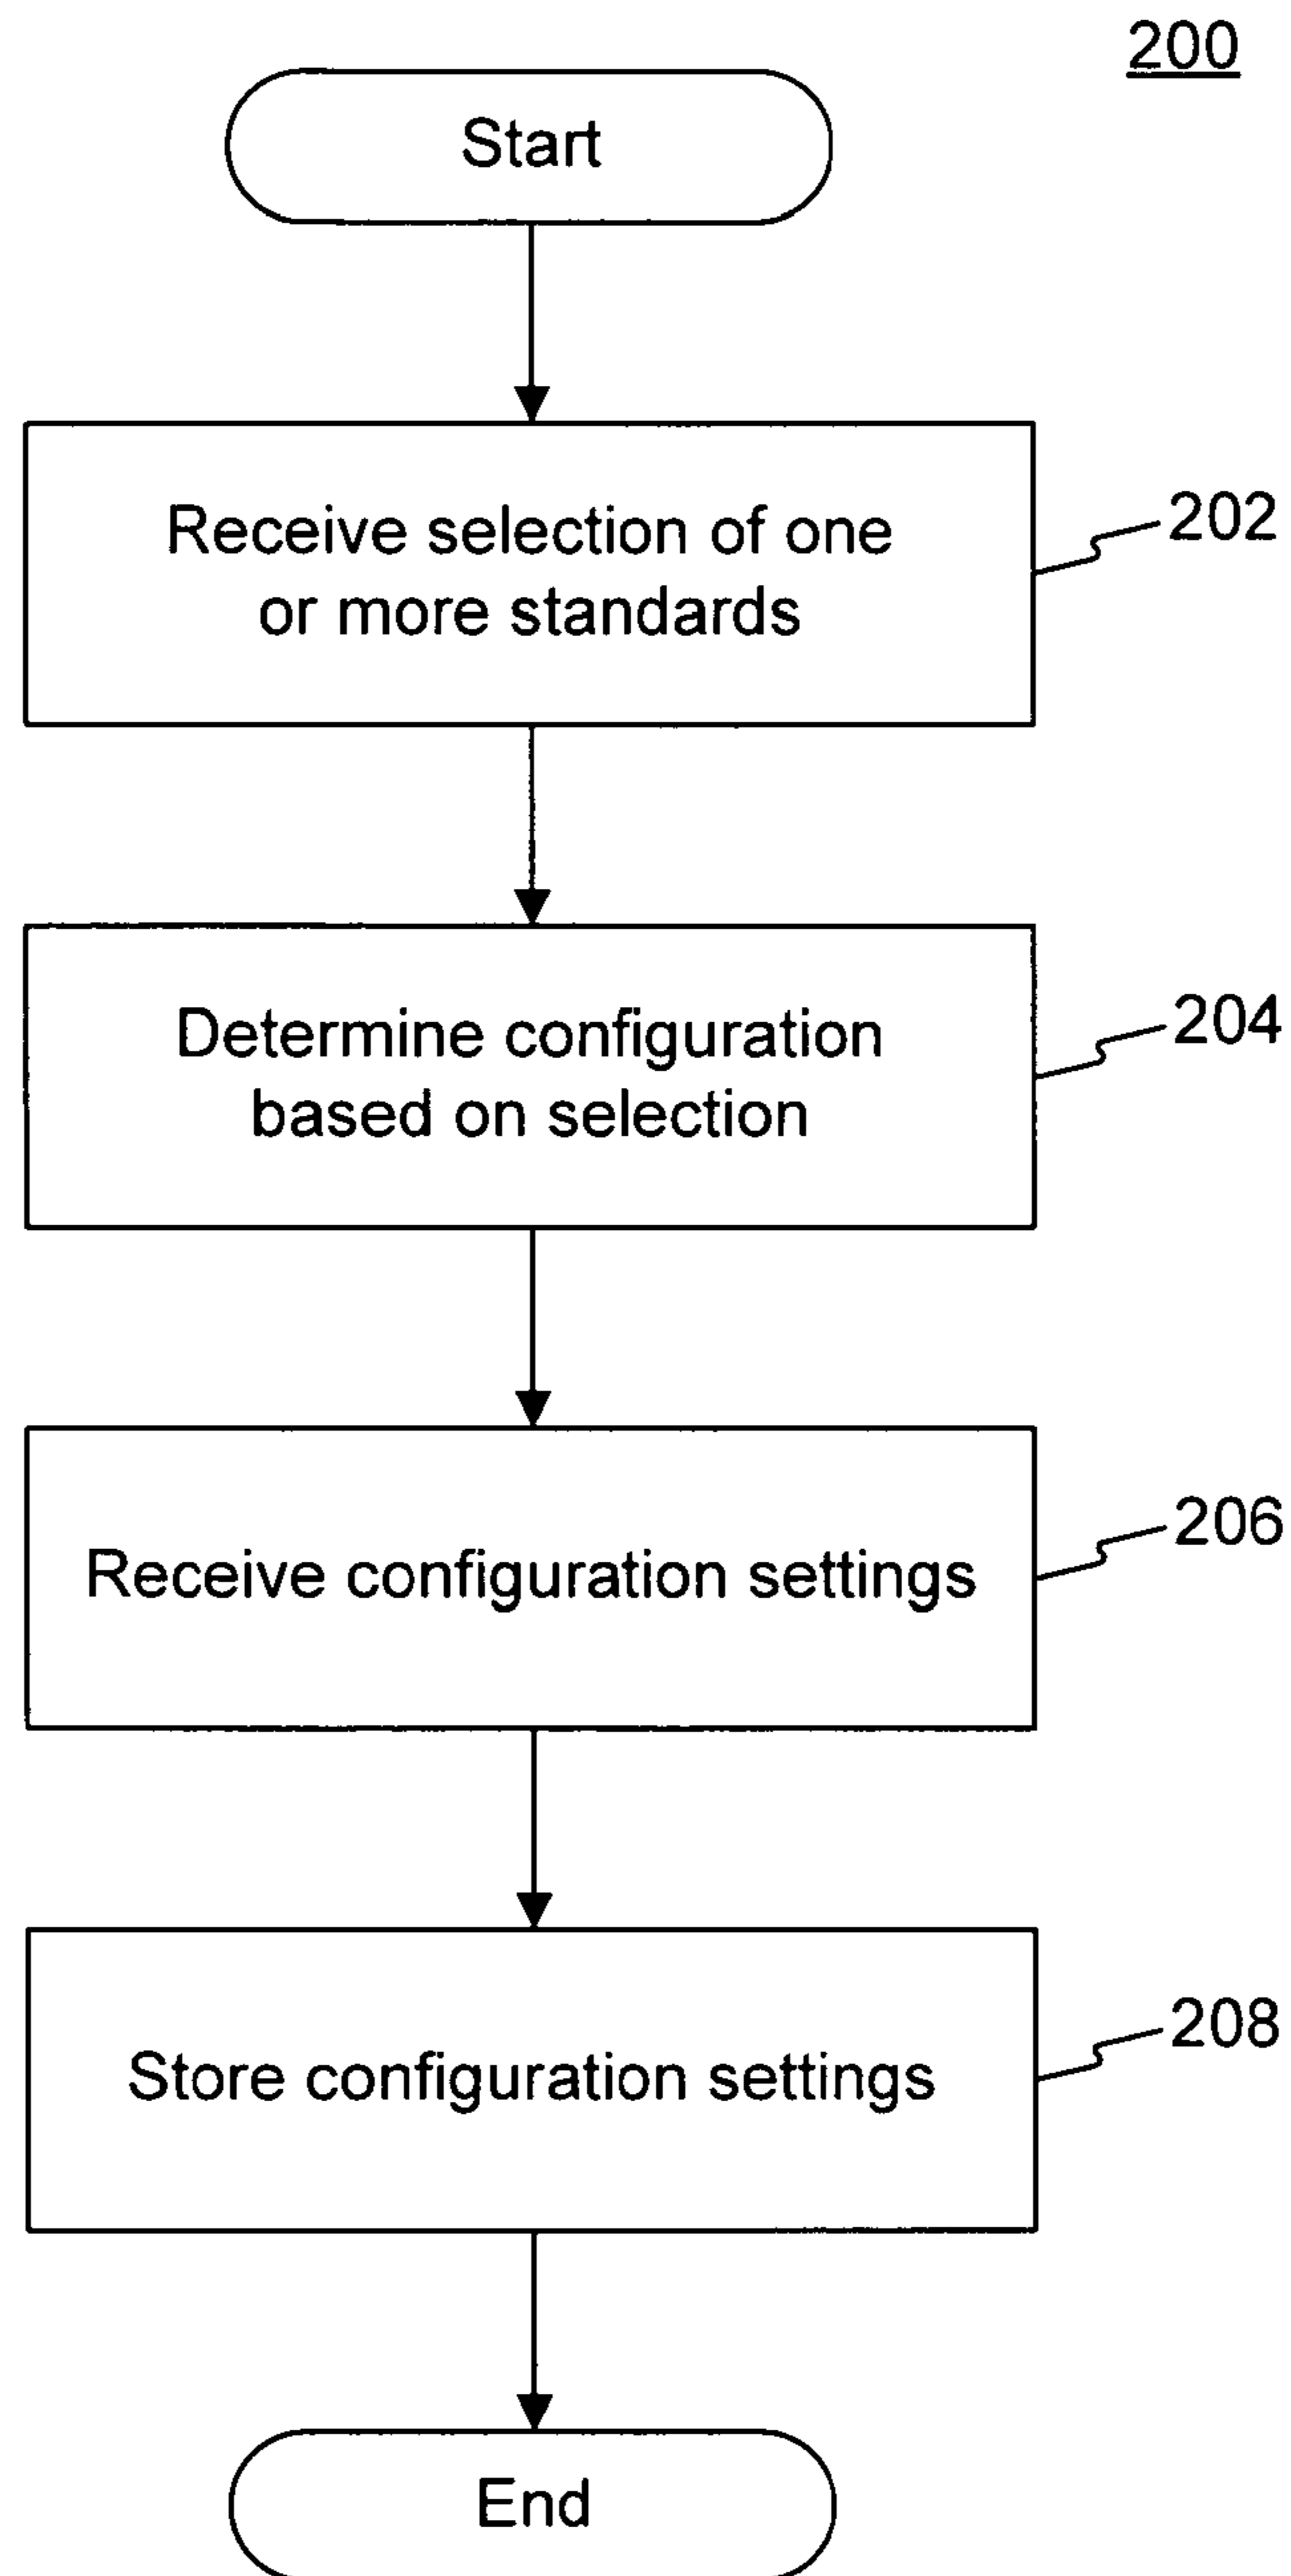 200
Start
Receive selection of one
or more standards
202
Determine configuration
based on selection
204
Receive configuration settings
206
Store configuration settings
208
End